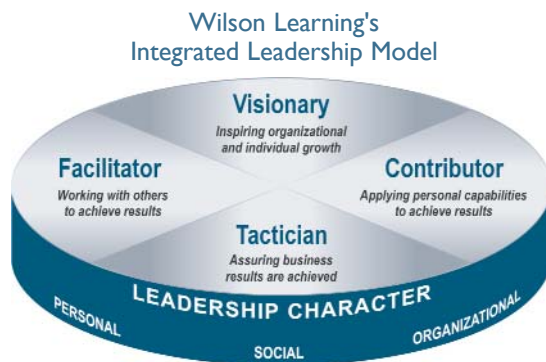 Wilson Learning's
Integrated Leadership Model
Visionary
Inspiring organizational
and individual growth
Facilitator
Working with others
to achieve results
Contributor
Applying personal capabilities
to achieve results
Tactician
Assuring business
results are achieved
LEADERSHIP CHARACTER
PERSONAL
SOCIAL
ORGANIZATIONAL